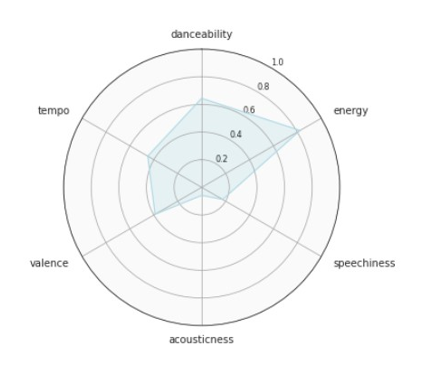 danceability
1.0
0.8
tempo
0.6
energy
0.4
0.2
valence
speechiness
acousticness